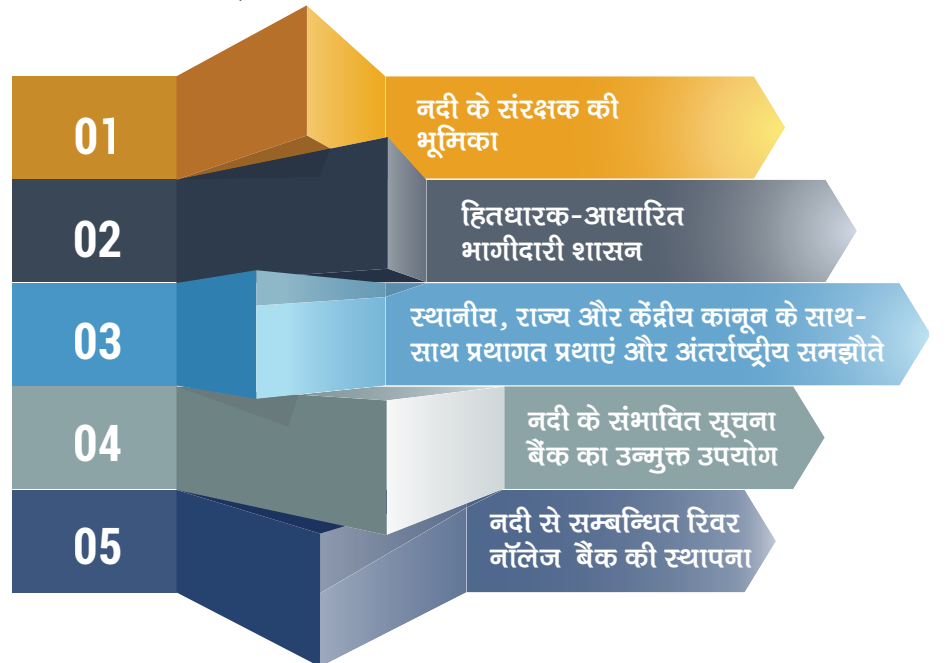 01
नदी के संरक्षक की
भूमिका
02
हितधारक-आधारित
भागीदारी शासन
03
स्थानीय, राज्य और केंद्रीय कानून के साथ-
साथ प्रथागत प्रथाएं और अंतर्राष्ट्रीय समझौते
04
नदी के संभावित सूचना
बैंक का उन्मुक्त उपयोग
05
नदी से सम्बन्धित रिवर
नॉलेज बैंक की स्थापना